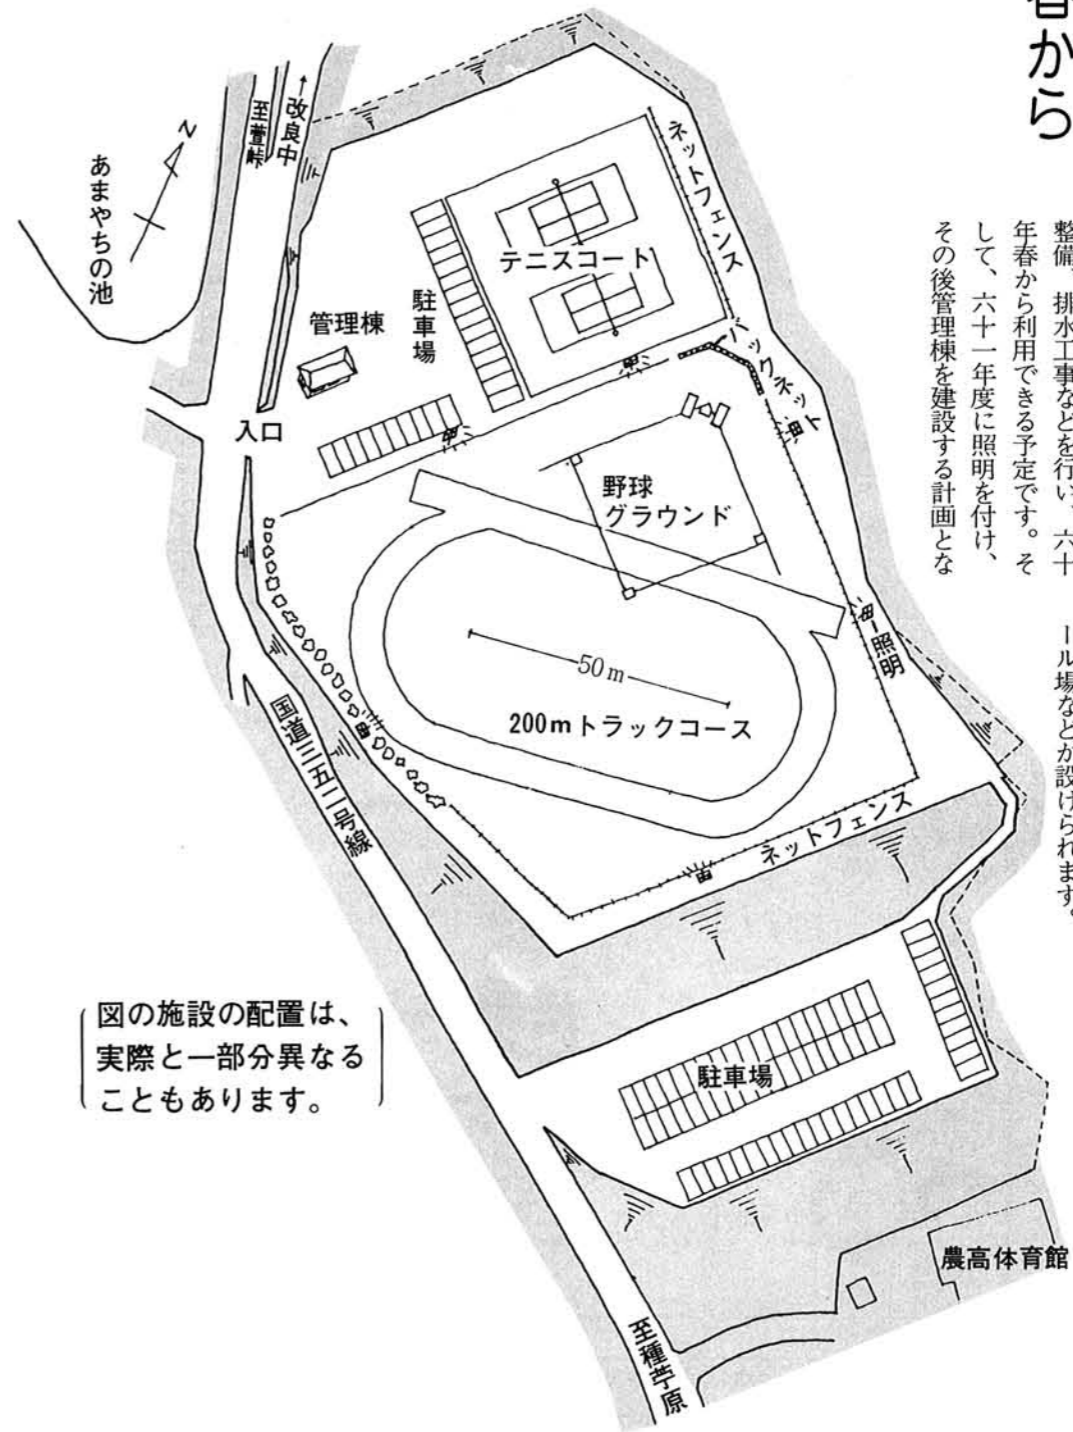 春から
整備、排水工事などを行い、六十
年春から利用できる予定です。そ
して、六十一年度に照明を付け、
その後管理棟を建設する計画とな
ール場などが設けられます。
↑改良中
至萱峠
N
あまやちの池
ネットフェンス
テニスコート
駐車場
管理棟
バックネット
入口
野球
グラウンド
照明
50m
200mトラックコース
国道三五二号線
ネットフェンス
図の施設の配置は、
実際と一部分異なる
こともあります。
駐車場
農高体育館
至種苧原